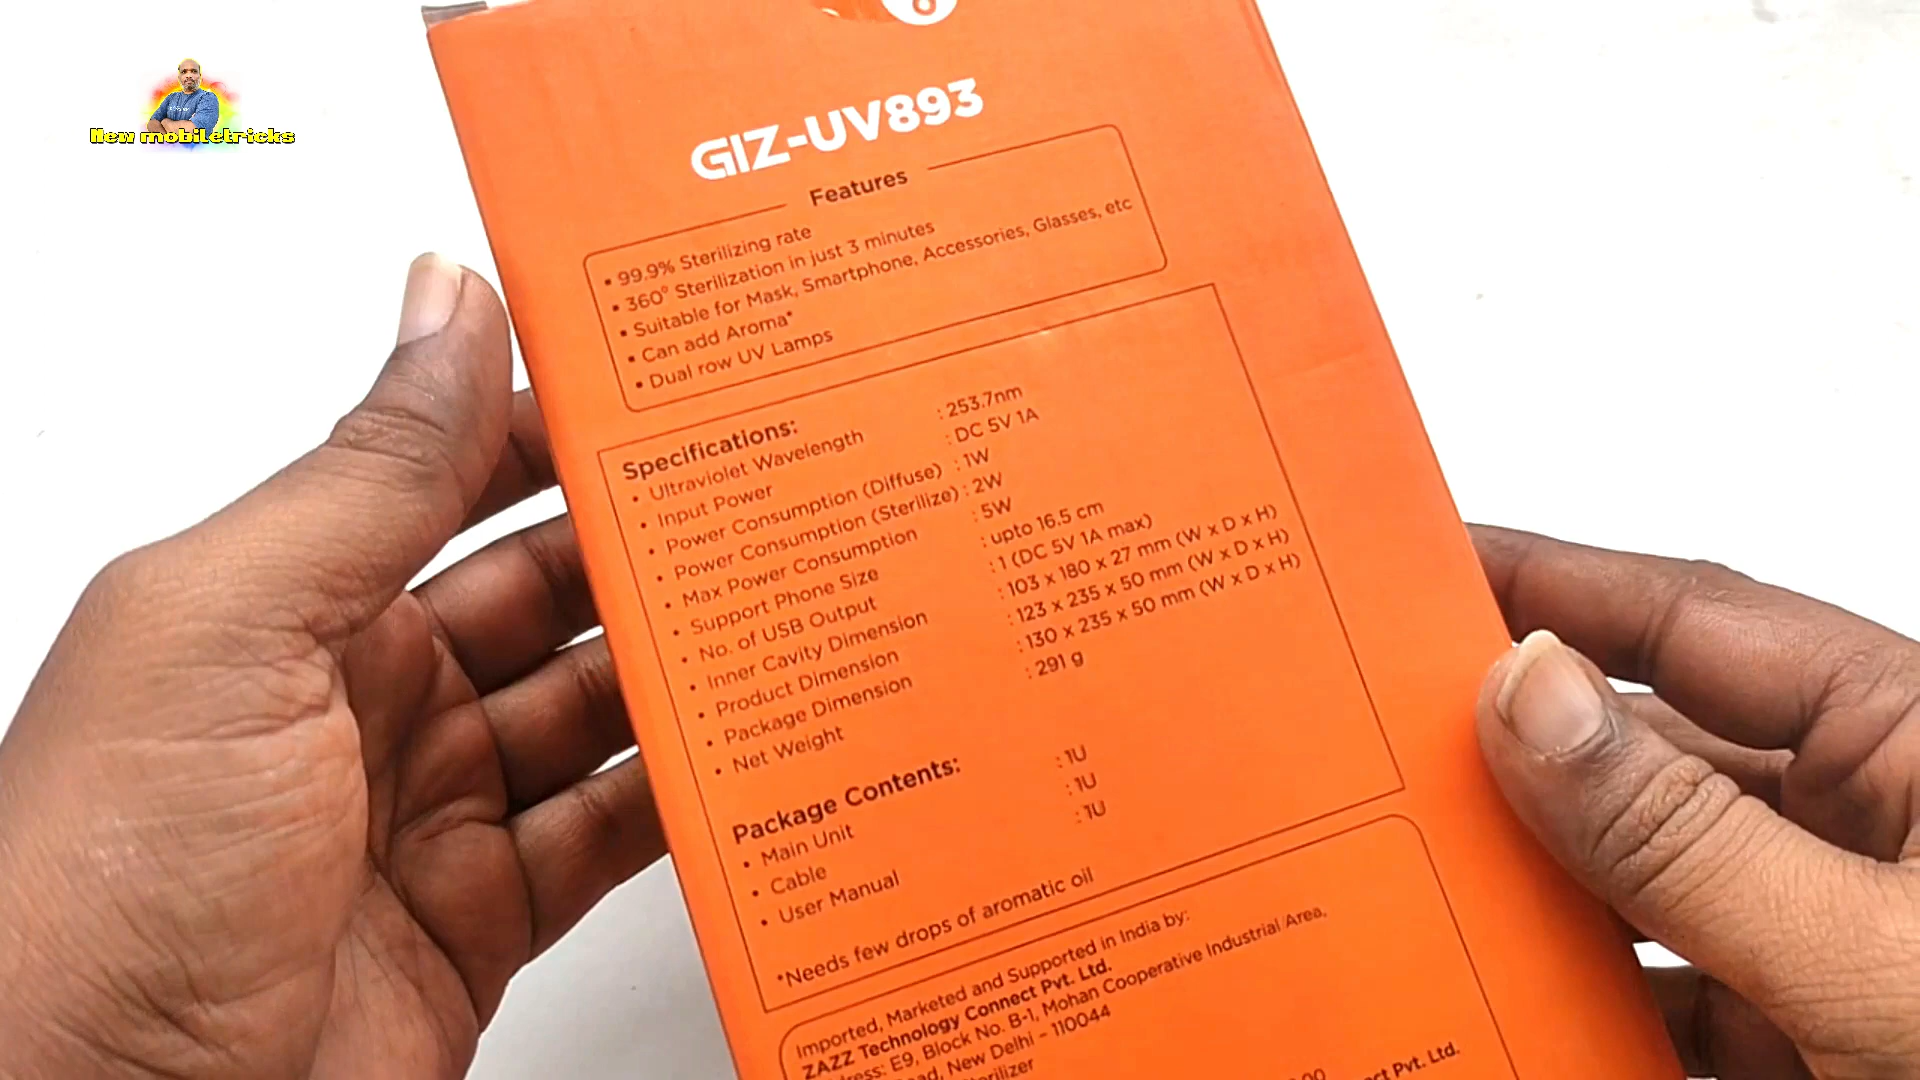 New mobiletricks
GIZ-UV893
Features
• 99.9% Sterilizing rate
• 360° Sterilization in just 3 minutes
• Suitable for Mask, Smartphone, Accessories, Glasses, etc
• Can add Aroma*
• Dual row UV Lamps
Specifications:
• Ultraviolet Wavelength : 253.7nm
• Input Power : DC 5V 1A
• Power Consumption (Diffuse) : 1W
• Power Consumption (Sterilize) : 2W
• Max Power Consumption : 5W
• Support Phone Size : upto 16.5 cm
• No. of USB Output : 1 (DC 5V 1A max)
• Inner Cavity Dimension : 103 x 180 x 27 mm (W x D x H)
• Product Dimension : 123 x 235 x 50 mm (W x D x H)
• Package Dimension : 130 x 235 x 50 mm (W x D x H)
• Net Weight : 291 g
Package Contents:
• Main Unit : 1U
• Cable : 1U
• User Manual : 1U
*Needs few drops of aromatic oil
Imported, Marketed and Supported in India by:
ZAZZ Technology Connect Pvt. Ltd.
E9, Block No. B-1, Mohan Cooperative Industrial Area,
New Delhi - 110044
Pvt. Ltd.